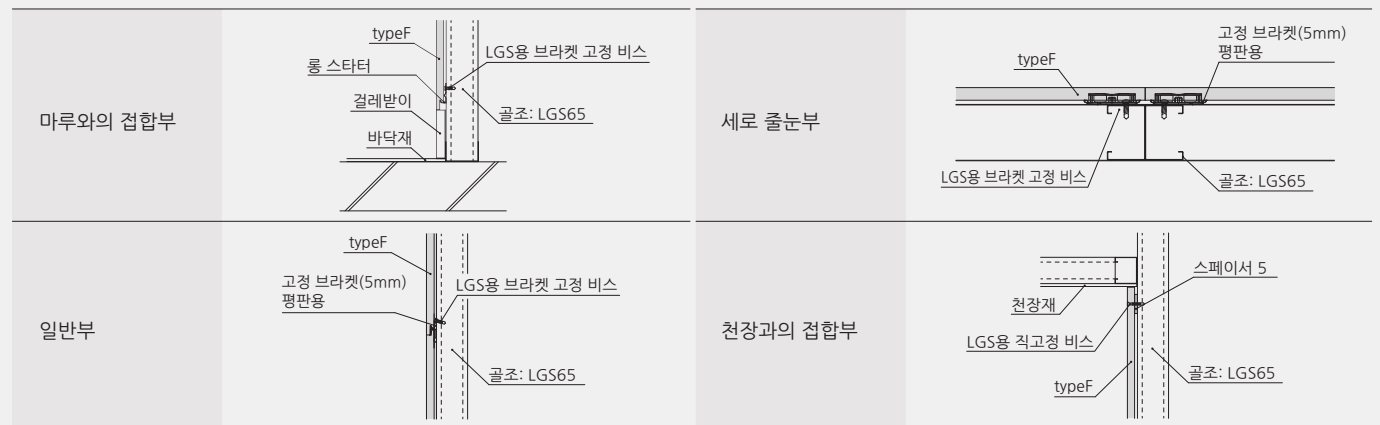 마루와의 접합부
typeF
LGS용 브라켓 고정 비스
롱 스타터
걸레받이
골조: LGS65
바닥재
세로 줄눈부
고정 브라켓(5mm)
평판용
typeF
LGS용 브라켓 고정 비스
골조: LGS65
일반부
typeF
고정 브라켓(5mm)
평판용
LGS용 브라켓 고정 비스
골조: LGS65
천장과의 접합부
스페이서 5
천장재
LGS용 직고정 비스
골조: LGS65
typeF